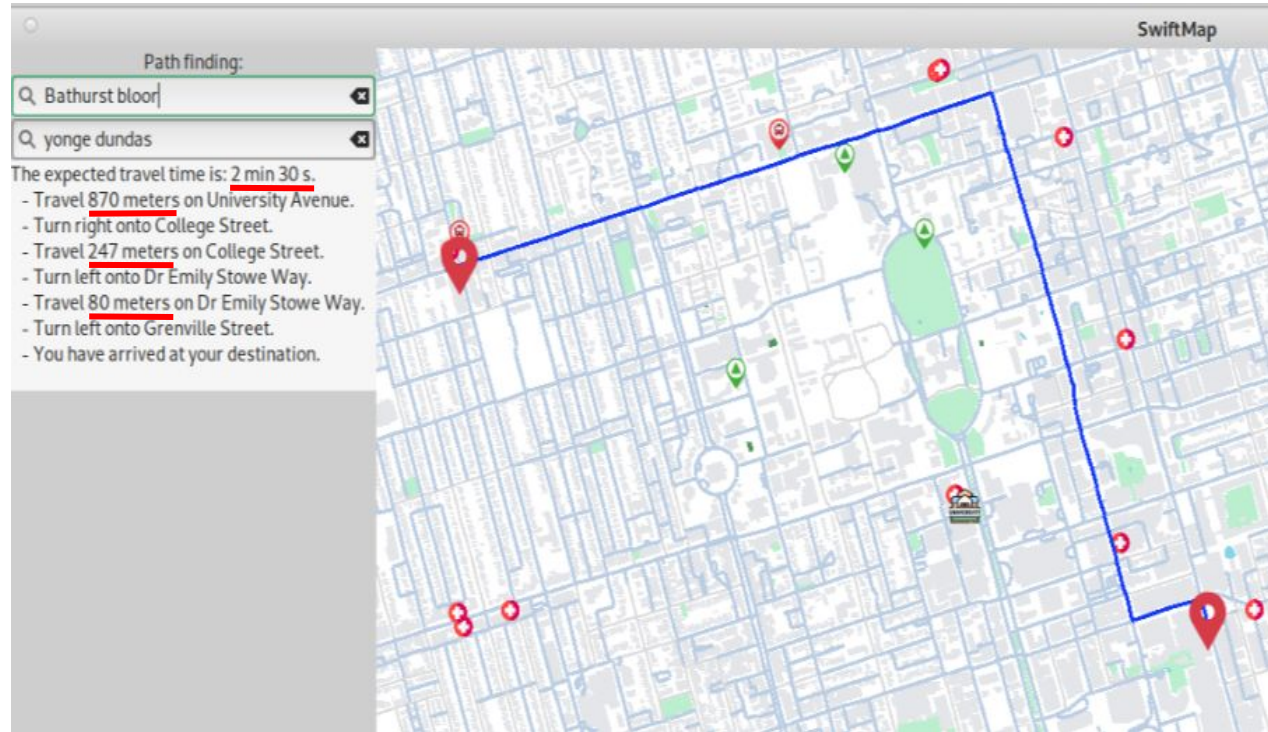 SwiftMap
Path finding:
Bathurst bloor
yonge dundas
The expected travel time is: 2 min 30 s.
- Travel 870 meters on University Avenue.
- Turn right onto College Street.
- Travel 247 meters on College Street.
- Turn left onto Dr Emily Stowe Way.
- Travel 80 meters on Dr Emily Stowe Way.
- Turn left onto Grenville Street.
- You have arrived at your destination.
UNIVERSITY